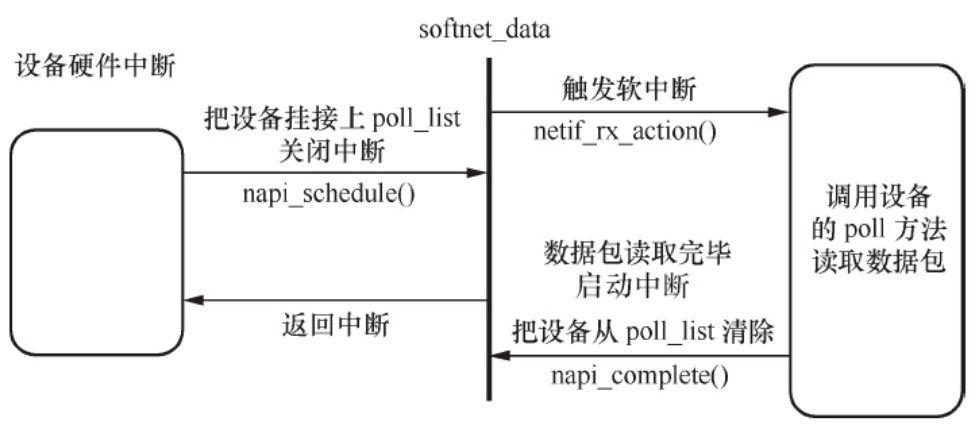 softnet_data
设备硬件中断
把设备挂接上 poll_list
关闭中断
napi_schedule()
返回中断
触发软中断
netif_rx_action()
数据包读取完毕
启动中断
把设备从 poll_list 清除
napi_complete()
调用设备
的 poll 方法
读取数据包